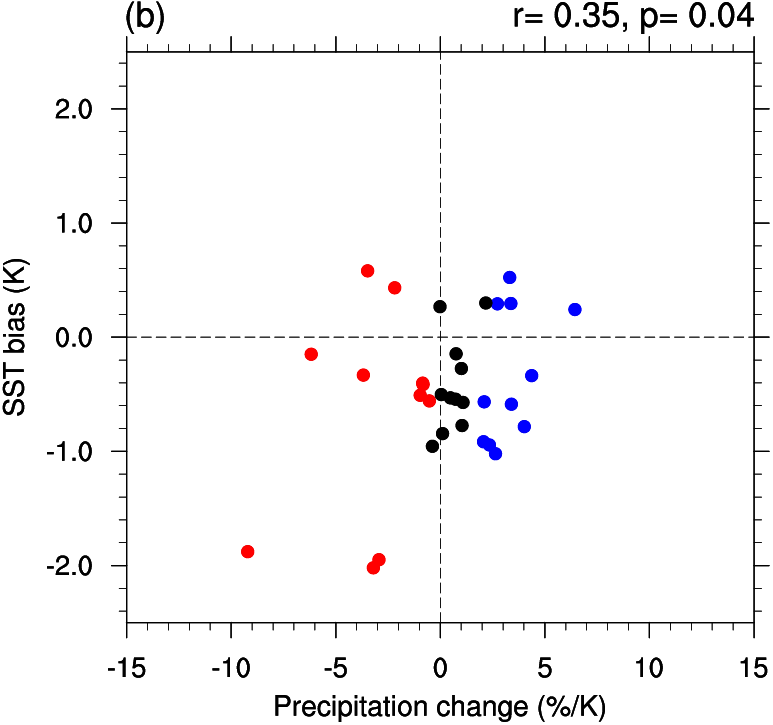 (b) r= 0.35, p= 0.04
2.0
1.0
0.0
-1.0
-2.0
SST bias (K)
-15 -10 -5 0 5 10 15
Precipitation change (%/K)